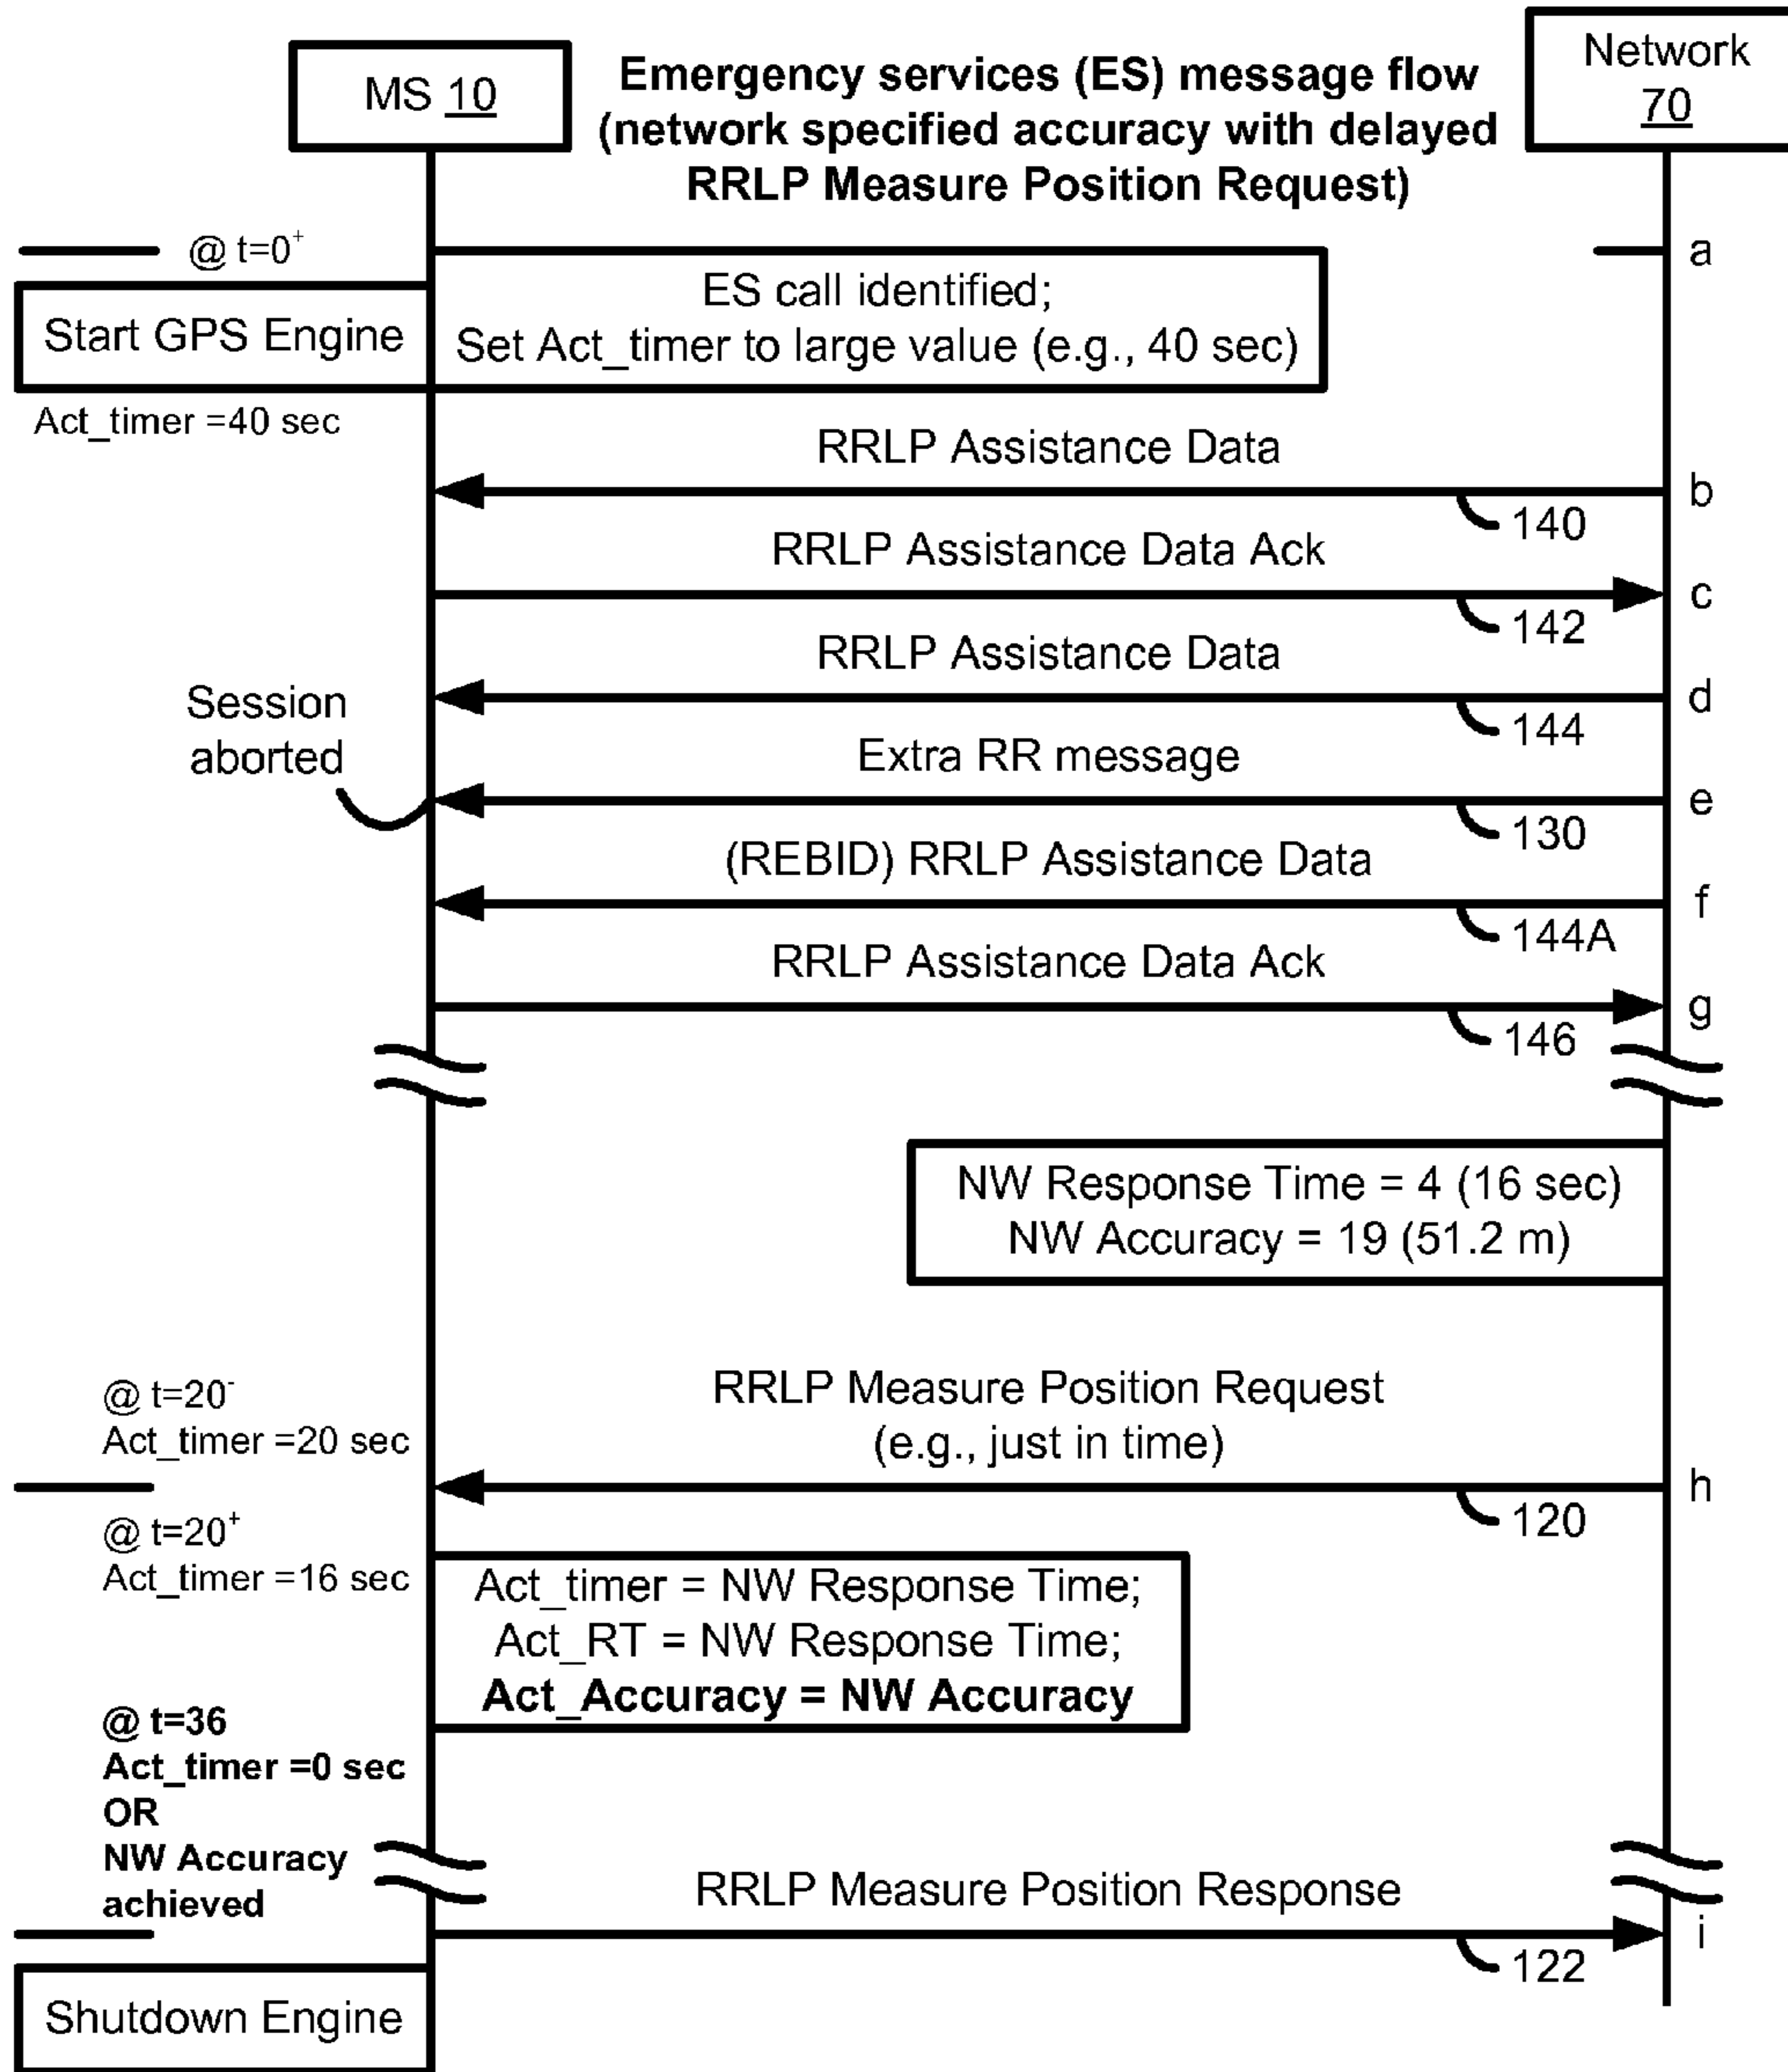 MS 10
Emergency services (ES) message flow
(network specified accuracy with delayed
RRLP Measure Position Request)
Network
70
@ t=0⁺
a
Start GPS Engine
ES call identified;
Set Act_timer to large value (e.g., 40 sec)
Act_timer =40 sec
RRLP Assistance Data
b
140
RRLP Assistance Data Ack
c
142
RRLP Assistance Data
d
144
Session
aborted
Extra RR message
e
130
(REBID) RRLP Assistance Data
f
144A
RRLP Assistance Data Ack
g
146
NW Response Time = 4 (16 sec)
NW Accuracy = 19 (51.2 m)
@ t=20⁻
Act_timer =20 sec
RRLP Measure Position Request
(e.g., just in time)
h
120
@ t=20⁺
Act_timer =16 sec
Act_timer = NW Response Time;
Act_RT = NW Response Time;
Act_Accuracy = NW Accuracy
@ t=36
Act_timer =0 sec
OR
NW Accuracy
achieved
RRLP Measure Position Response
i
122
Shutdown Engine